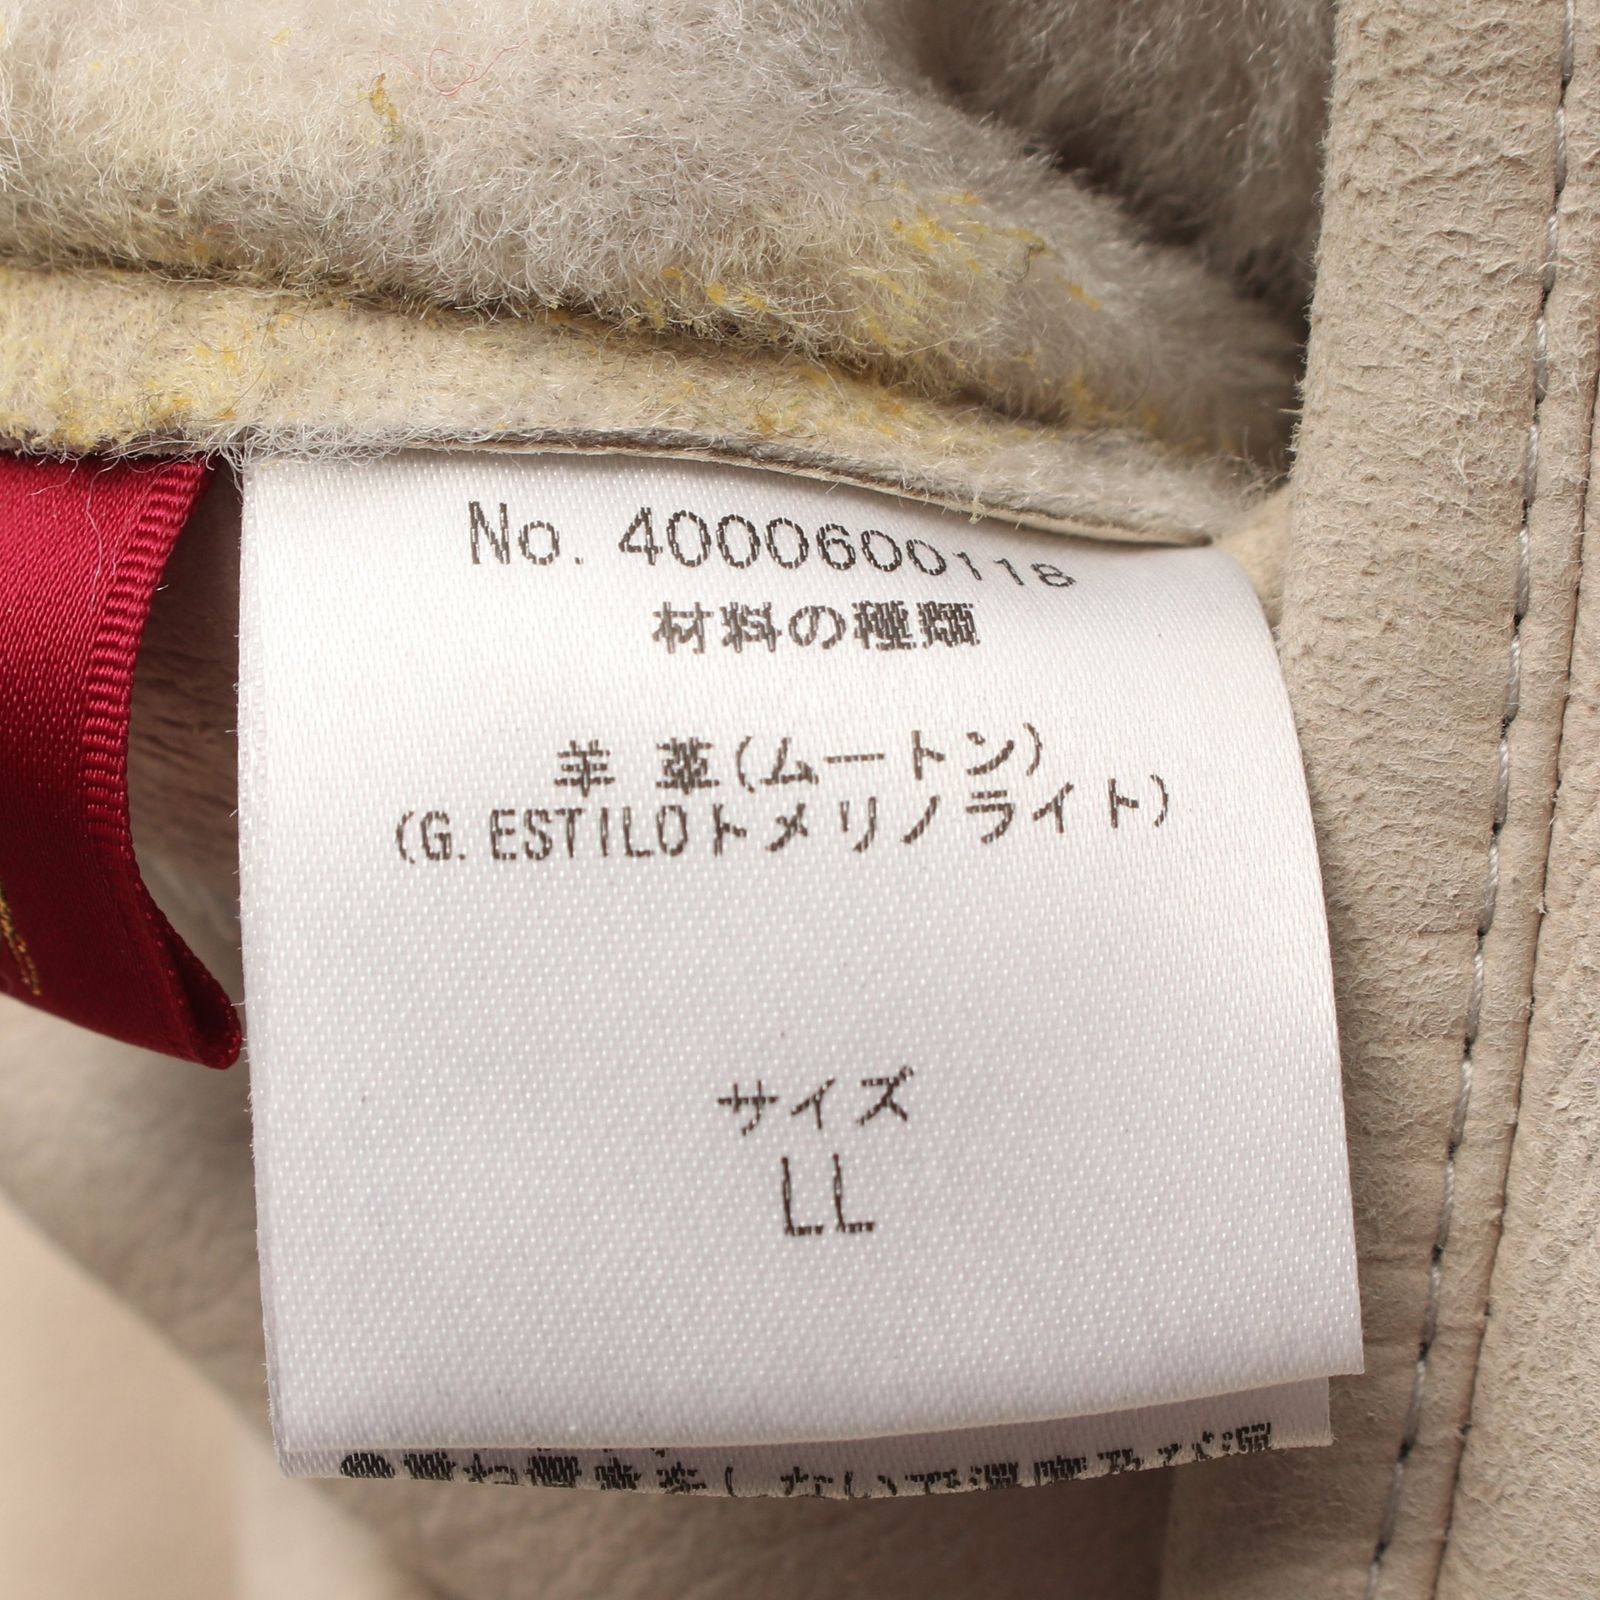 No. 4000600118
材料の種類
羊 革(ムートン)
(G. ESTILOトメリノライト)
サイズ
LL